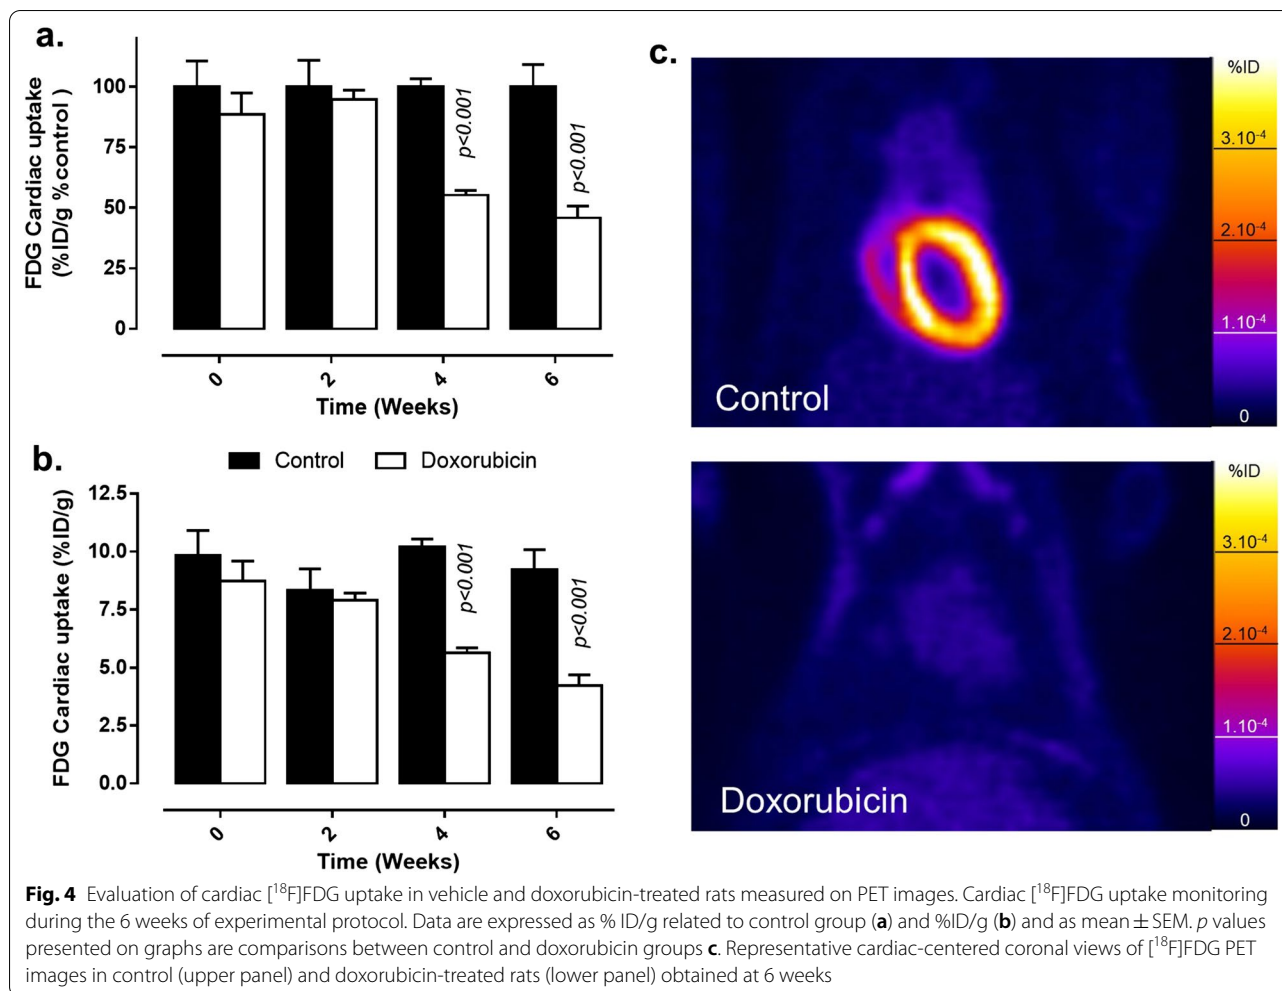 a.
FDG Cardiac uptake
(%ID/g %control )
100
75
50
25
0
p<0.001
p<0.001
0
2
4
6
Time (Weeks)
b.
Control
Doxorubicin
FDG Cardiac uptake (%ID/g)
12.5
10.0
7.5
5.0
2.5
0.0
p<0.001
p<0.001
0
2
4
6
Time (Weeks)
c.
Control
%ID
3.10⁻⁴
2.10⁻⁴
1.10⁻⁴
0
Doxorubicin
%ID
3.10⁻⁴
2.10⁻⁴
1.10⁻⁴
0
Fig. 4 Evaluation of cardiac [¹⁸F]FDG uptake in vehicle and doxorubicin-treated rats measured on PET images. Cardiac [¹⁸F]FDG uptake monitoring
during the 6 weeks of experimental protocol. Data are expressed as % ID/g related to control group (a) and %ID/g (b) and as mean ± SEM. p values
presented on graphs are comparisons between control and doxorubicin groups c. Representative cardiac-centered coronal views of [¹⁸F]FDG PET
images in control (upper panel) and doxorubicin-treated rats (lower panel) obtained at 6 weeks